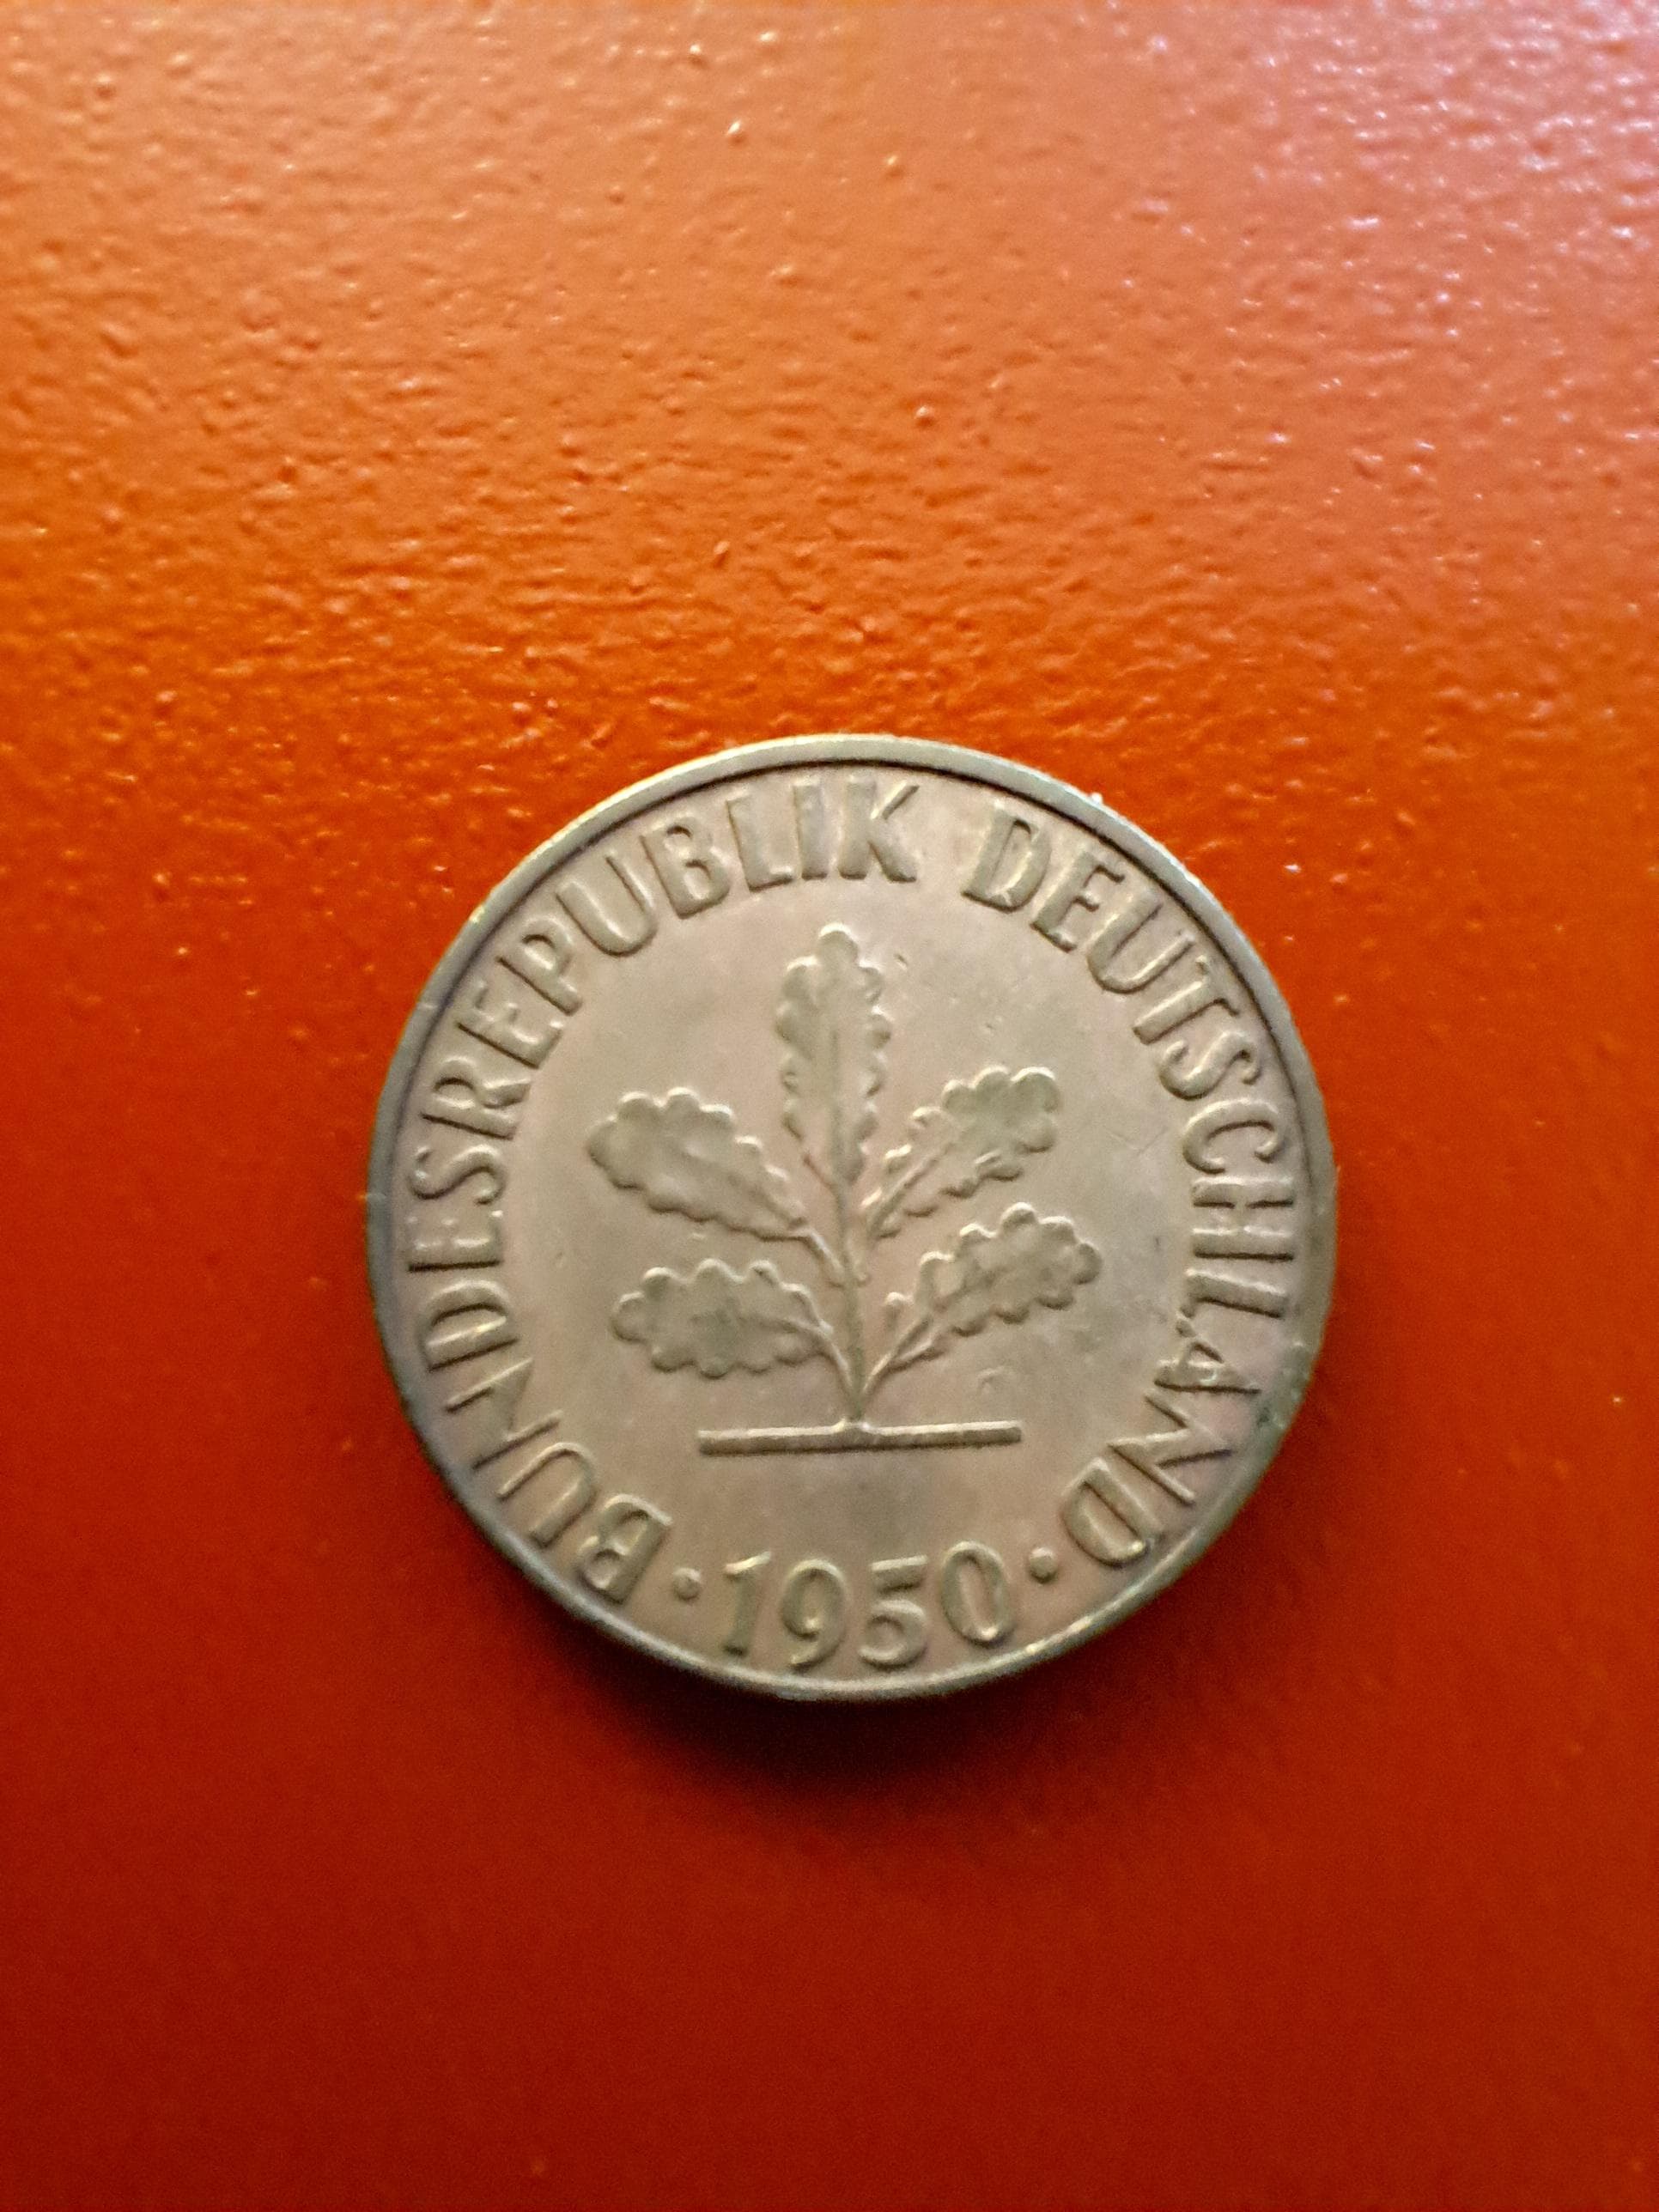 BUNDESREPUBLIK DEUTSCHLAND
· 1950 ·